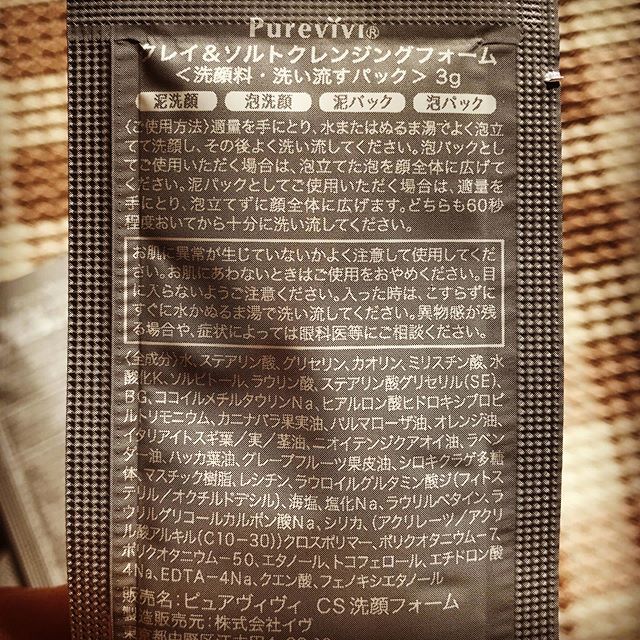 Purevivi®
クレイ＆ソルトクレンジングフォーム
＜洗顔料・洗い流すパック＞ 3g
泥洗顔 泡洗顔 泥パック 泡パック
〈ご使用方法〉適量を手にとり、水またはぬるま湯でよく泡立
てて洗顔し、その後よく洗い流してください。泡パックとし
てご使用いただく場合は、泡立てた泡を顔全体に広げて
ください。泥パックとしてご使用いただく場合は、適量を
手にとり、泡立てずに顔全体に広げます。どちらも60秒
程度おいてから十分に洗い流してください。
お肌に異常が生じていないかよく注意して使用してくだ
さい。お肌にあわないときはご使用をおやめください。目
に入らないようご注意ください。入った時は、こすらずに
すぐに水かぬるま湯で洗い流してください。異物感が残
る場合や、症状によっては眼科医等にご相談ください。
〈全成分〉水、ステアリン酸、グリセリン、カオリン、ミリスチン酸、水
酸化K、ソルビトール、ラウリン酸、ステアリン酸グリセリル(SE)、
BG、ココイルメチルタウリンNa、ヒアルロン酸ヒドロキシプロピ
ルトリモニウム、カニナバラ果実油、パルマローザ油、オレンジ油、
イタリアイトスギ葉／実／茎油、ニオイテンジクアオイ油、ラベン
ダー油、ハッカ葉油、グレープフルーツ果皮油、シロキクラゲ多糖
体、マスチック樹脂、レシチン、ラウロイルグルタミン酸ジ(フィトス
テリル／オクチルドデシル)、海塩、塩化Na、ラウリルベタイン、ラ
ウリルグリコールカルボン酸Na、シリカ、(アクリレーツ／アクリ
ル酸アルキル(C10-30))クロスポリマー、ポリクオタニウム-7、
ポリクオタニウム-50、エタノール、トコフェロール、エチドロン酸
4Na、EDTA-4Na、クエン酸、フェノキシエタノール
販売名：ピュアヴィヴィ CS洗顔フォーム
製造販売元：株式会社イヴ